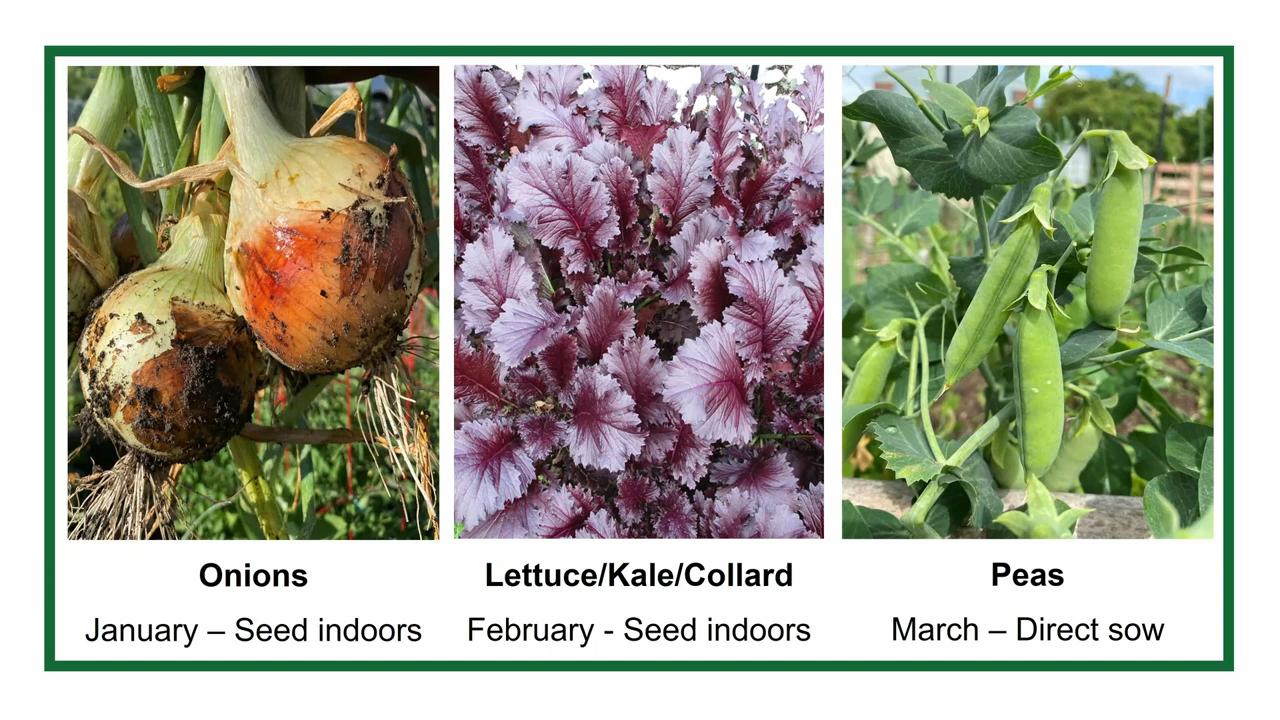 Onions
January – Seed indoors
Lettuce/Kale/Collard
February - Seed indoors
Peas
March – Direct sow